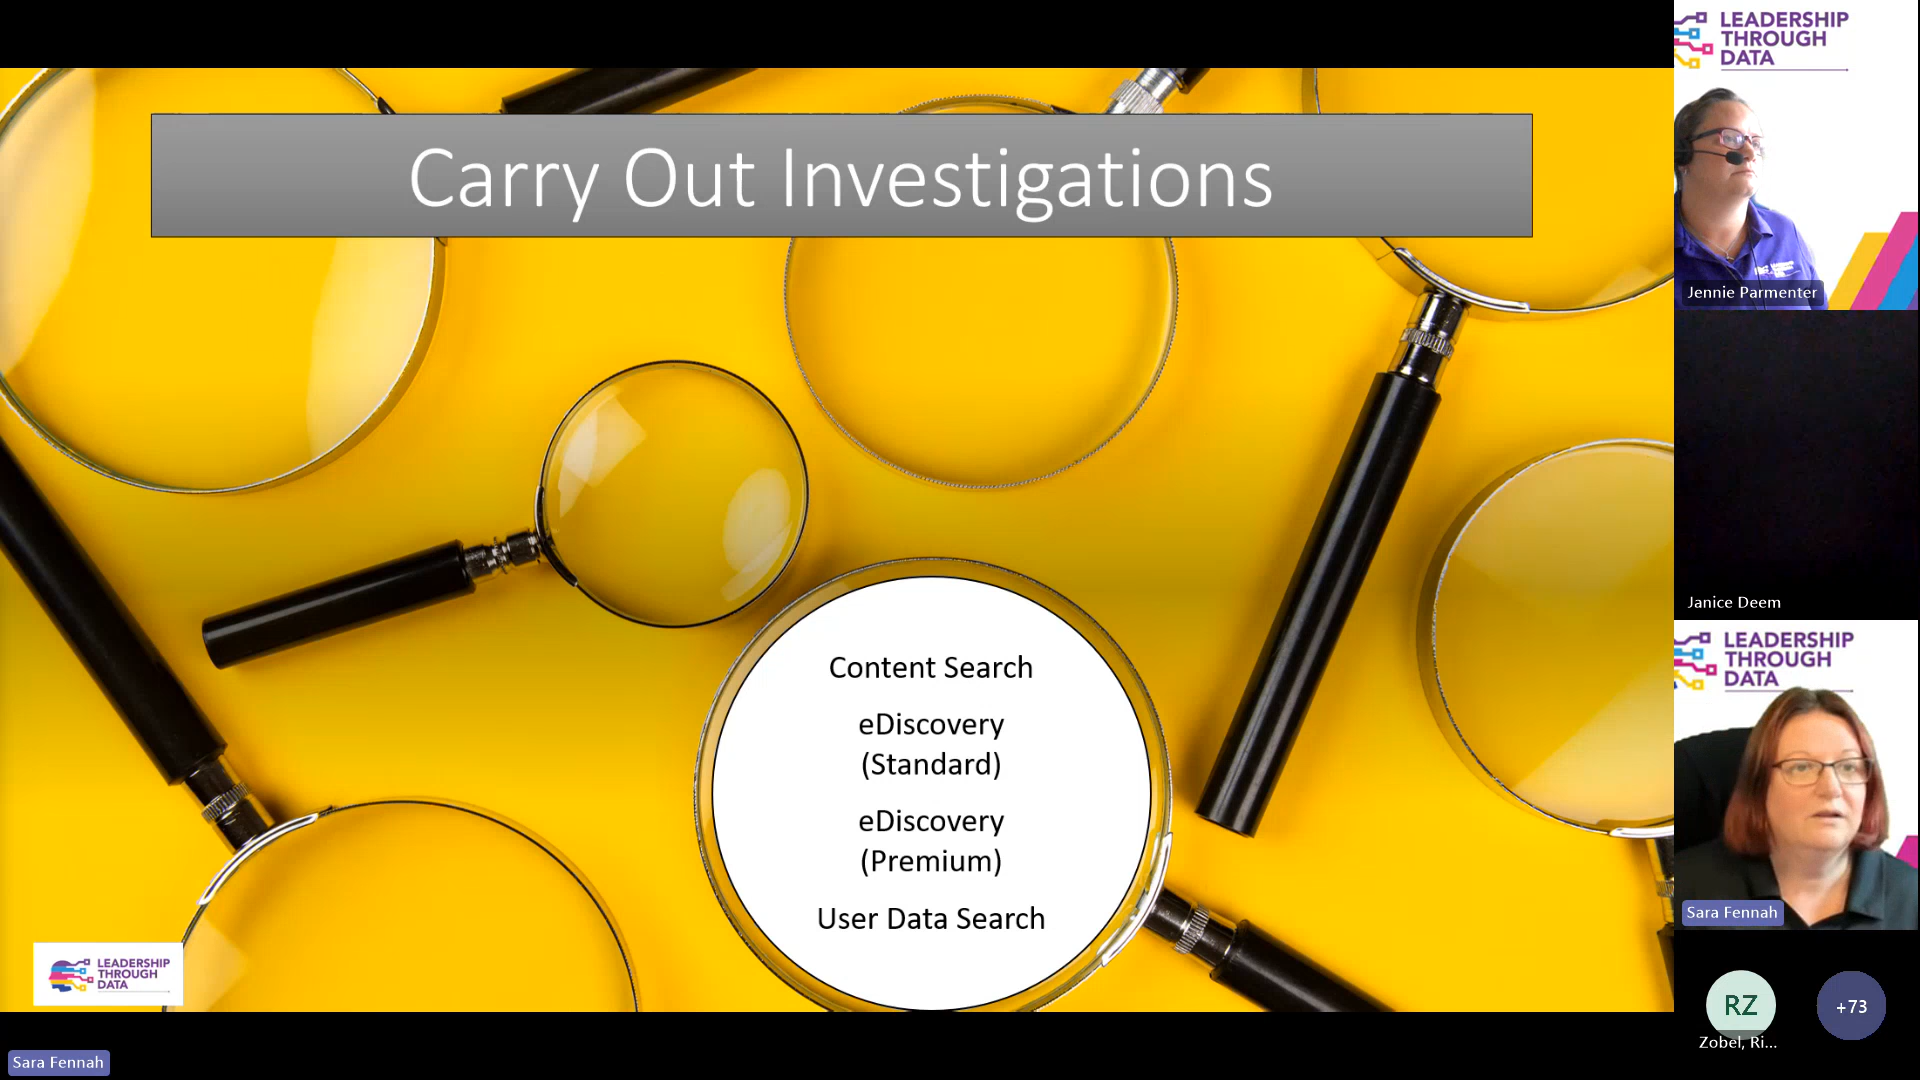 Carry Out Investigations
Content Search
eDiscovery
(Standard)
eDiscovery
(Premium)
User Data Search
LEADERSHIP
THROUGH
DATA
Sara Fennah
LEADERSHIP
THROUGH
DATA
Jennie Parmenter
Janice Deem
LEADERSHIP
THROUGH
DATA
Sara Fennah
RZ
Zobel, Ri...
+73